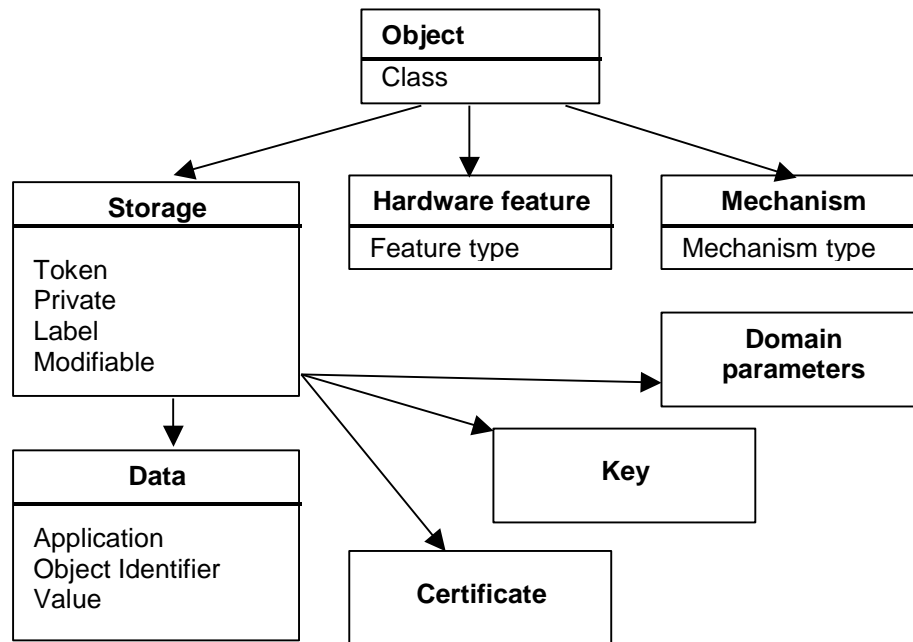 Object
Class
Storage
Token
Private
Label
Modifiable
Hardware feature
Feature type
Mechanism
Mechanism type
Domain
parameters
Key
Data
Application
Object Identifier
Value
Certificate